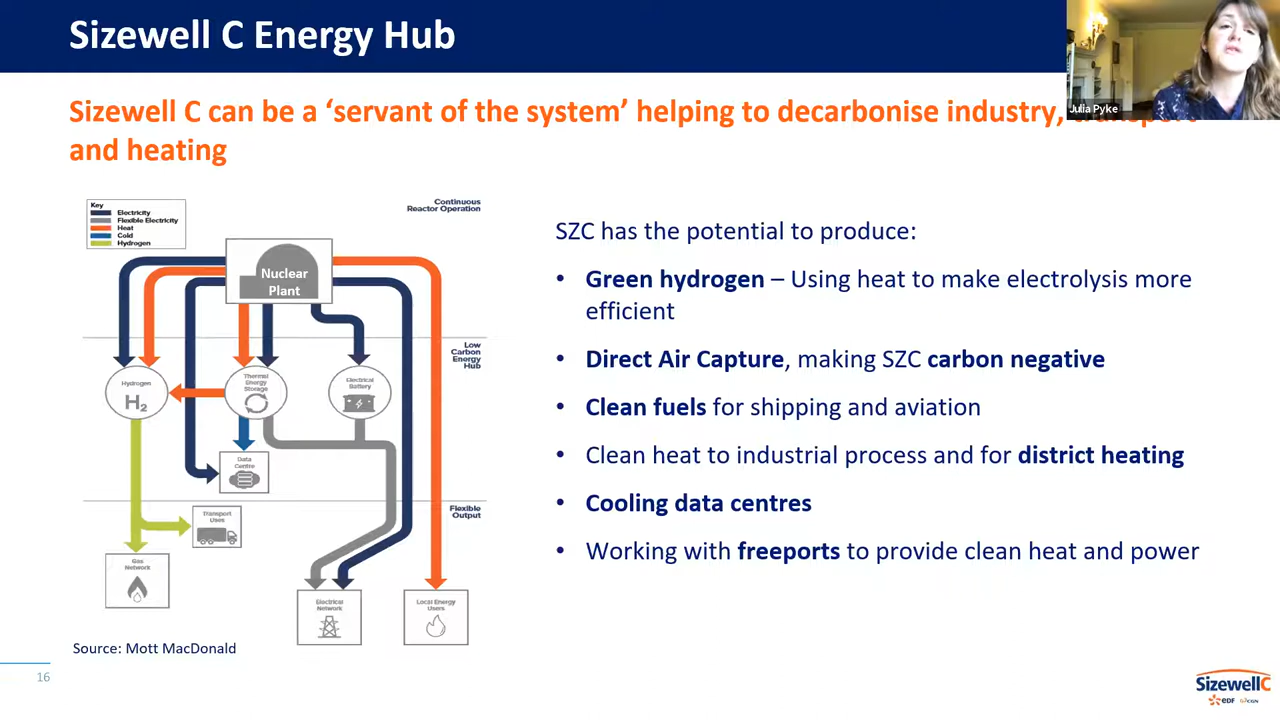 Sizewell C Energy Hub
Julia Pyke
Sizewell C can be a ‘servant of the system’ helping to decarbonise industry, transport
and heating
Key
Electricity
Flexible Electricity
Heat
Cold
Hydrogen
Continuous
Reactor Operation
Nuclear
Plant
Low
Carbon
Energy
Hub
Hydrogen
H₂
Thermal
Energy
Storage
Electrical
Battery
Data
Centre
Flexible
Output
Transport
Uses
Gas
Network
Electrical
Network
Local Energy
Users
Source: Mott MacDonald
SZC has the potential to produce:
• Green hydrogen – Using heat to make electrolysis more
efficient
• Direct Air Capture, making SZC carbon negative
• Clean fuels for shipping and aviation
• Clean heat to industrial process and for district heating
• Cooling data centres
• Working with freeports to provide clean heat and power
16
SizewellC
eDF CGN